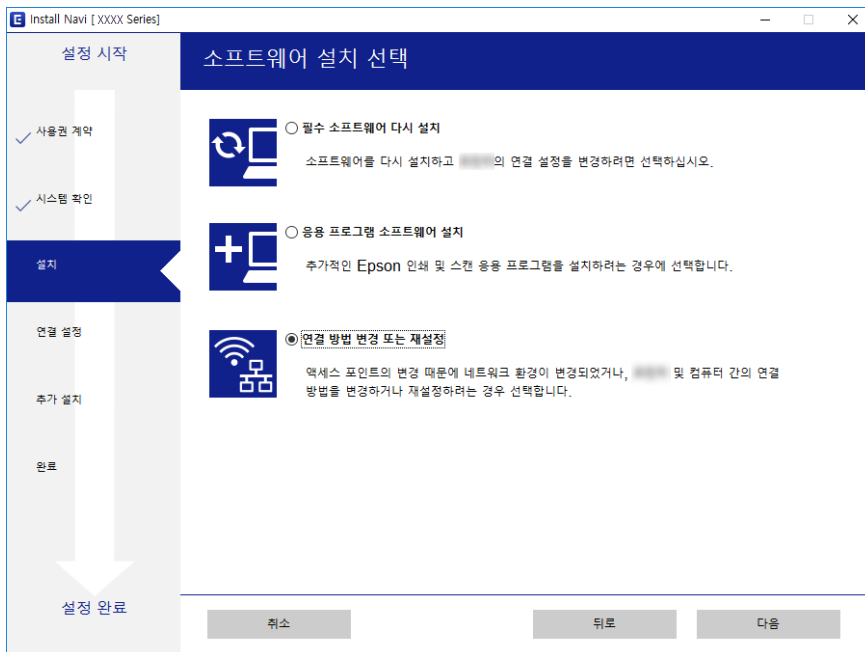 Install Navi [ XXXX Series]
설정 시작
소프트웨어 설치 선택
사용권 계약
시스템 확인
설치
연결 설정
추가 설치
완료
설정 완료
필수 소프트웨어 다시 설치
소프트웨어를 다시 설치하고 의 연결 설정을 변경하려면 선택하십시오.
응용 프로그램 소프트웨어 설치
추가적인 Epson 인쇄 및 스캔 응용 프로그램을 설치하려는 경우에 선택합니다.
연결 방법 변경 또는 재설정
액세스 포인트의 변경 때문에 네트워크 환경이 변경되었거나, 및 컴퓨터 간의 연결
방법을 변경하거나 재설정하려는 경우 선택합니다.
취소
뒤로
다음